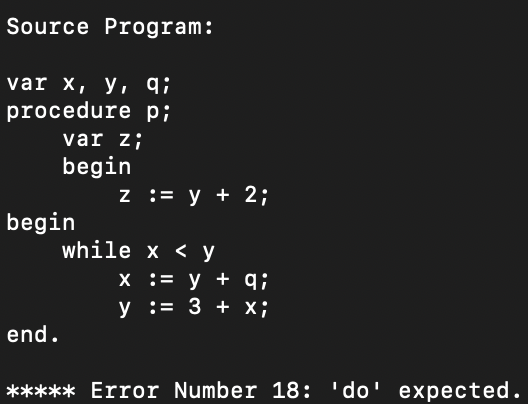 Source Program:

var x, y, q;
procedure p;
    var z;
    begin
        z := y + 2;
begin
    while x < y
        x := y + q;
        y := 3 + x;
end.

***** Error Number 18: 'do' expected.